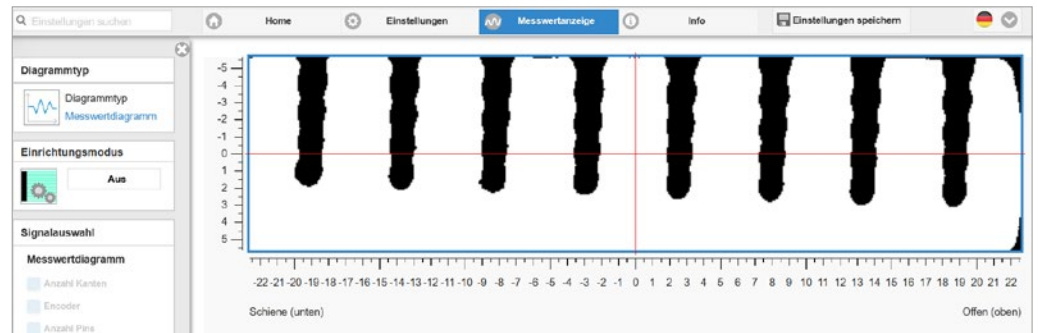 Einstellungen suchen
Home
Einstellungen
Messwertanzeige
Info
Einstellungen speichern
Diagrammtyp
Diagrammtyp
Messwertdiagramm
Einrichtungsmodus
Aus
Signalauswahl
Messwertdiagramm
Anzahl Kanten
Encoder
Anzahl Pins
-5
-4
-3
-2
-1
0
1
2
3
4
5
-22 -21 -20 -19 -18 -17 -16 -15 -14 -13 -12 -11 -10 -9 -8 -7 -6 -5 -4 -3 -2 -1 0 1 2 3 4 5 6 7 8 9 10 11 12 13 14 15 16 17 18 19 20 21 22
Schiene (unten)
Offen (oben)